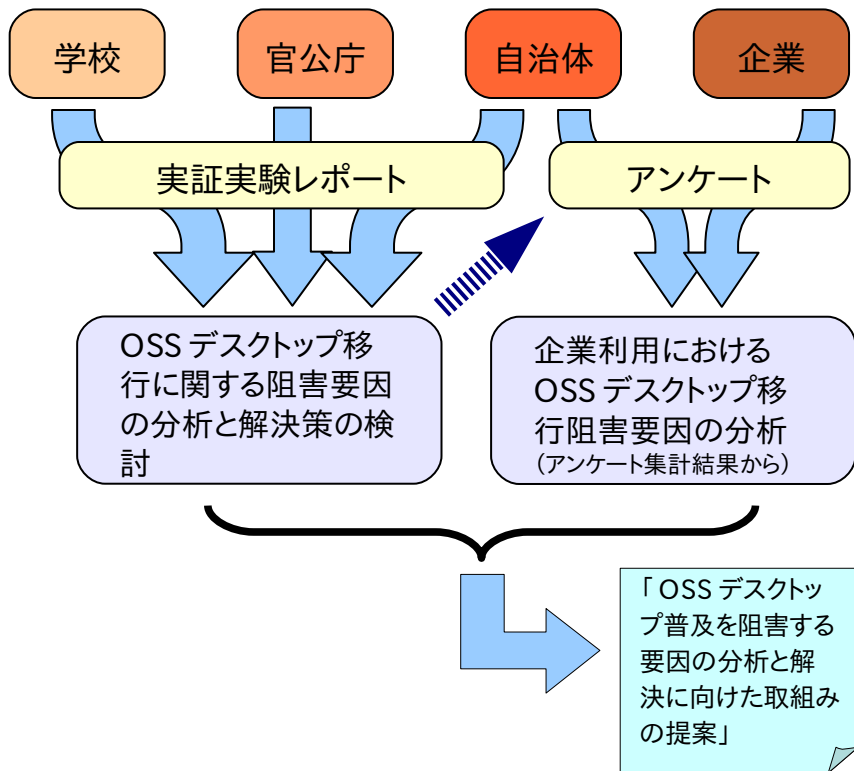 学校
官公庁
自治体
企業
実証実験レポート
アンケート
OSS デスクトップ移
行に関する阻害要因
の分析と解決策の検
討
企業利用における
OSS デスクトップ移
行阻害要因の分析
(アンケート集計結果から)
「 OSS デスクトッ
プ普及を阻害する
要因の分析と解
決に向けた取組み
の提案」